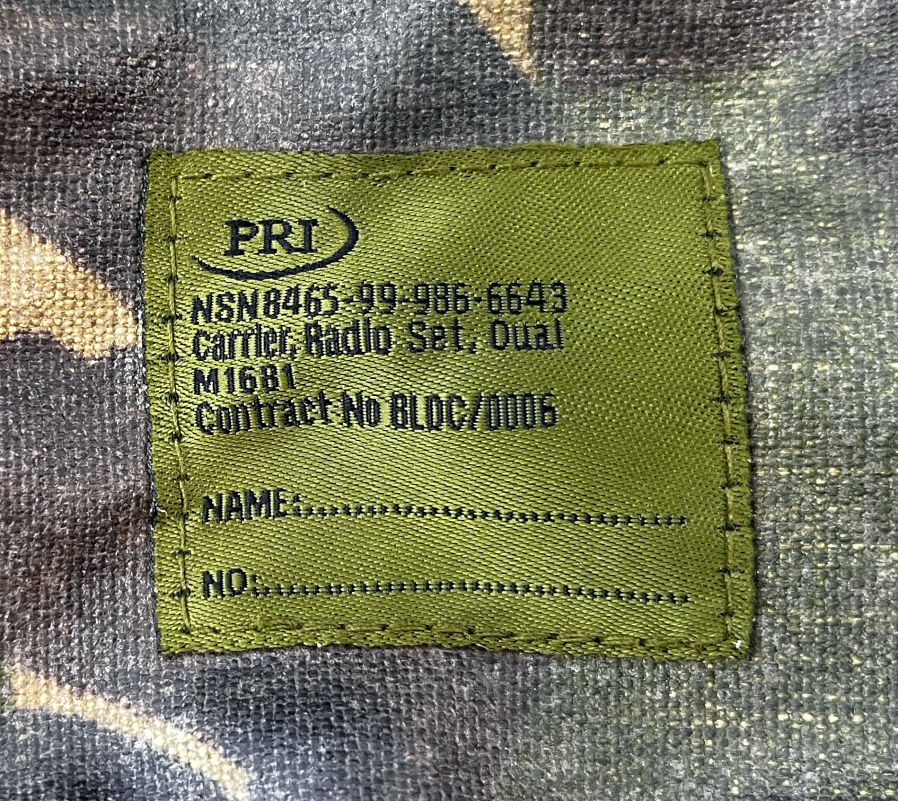 PRI
NSN8465-99-986-6643
Carrier, Radio Set, Dual
M1681
Contract No BLDC/0006
NAME:........................................
NO:.............................................